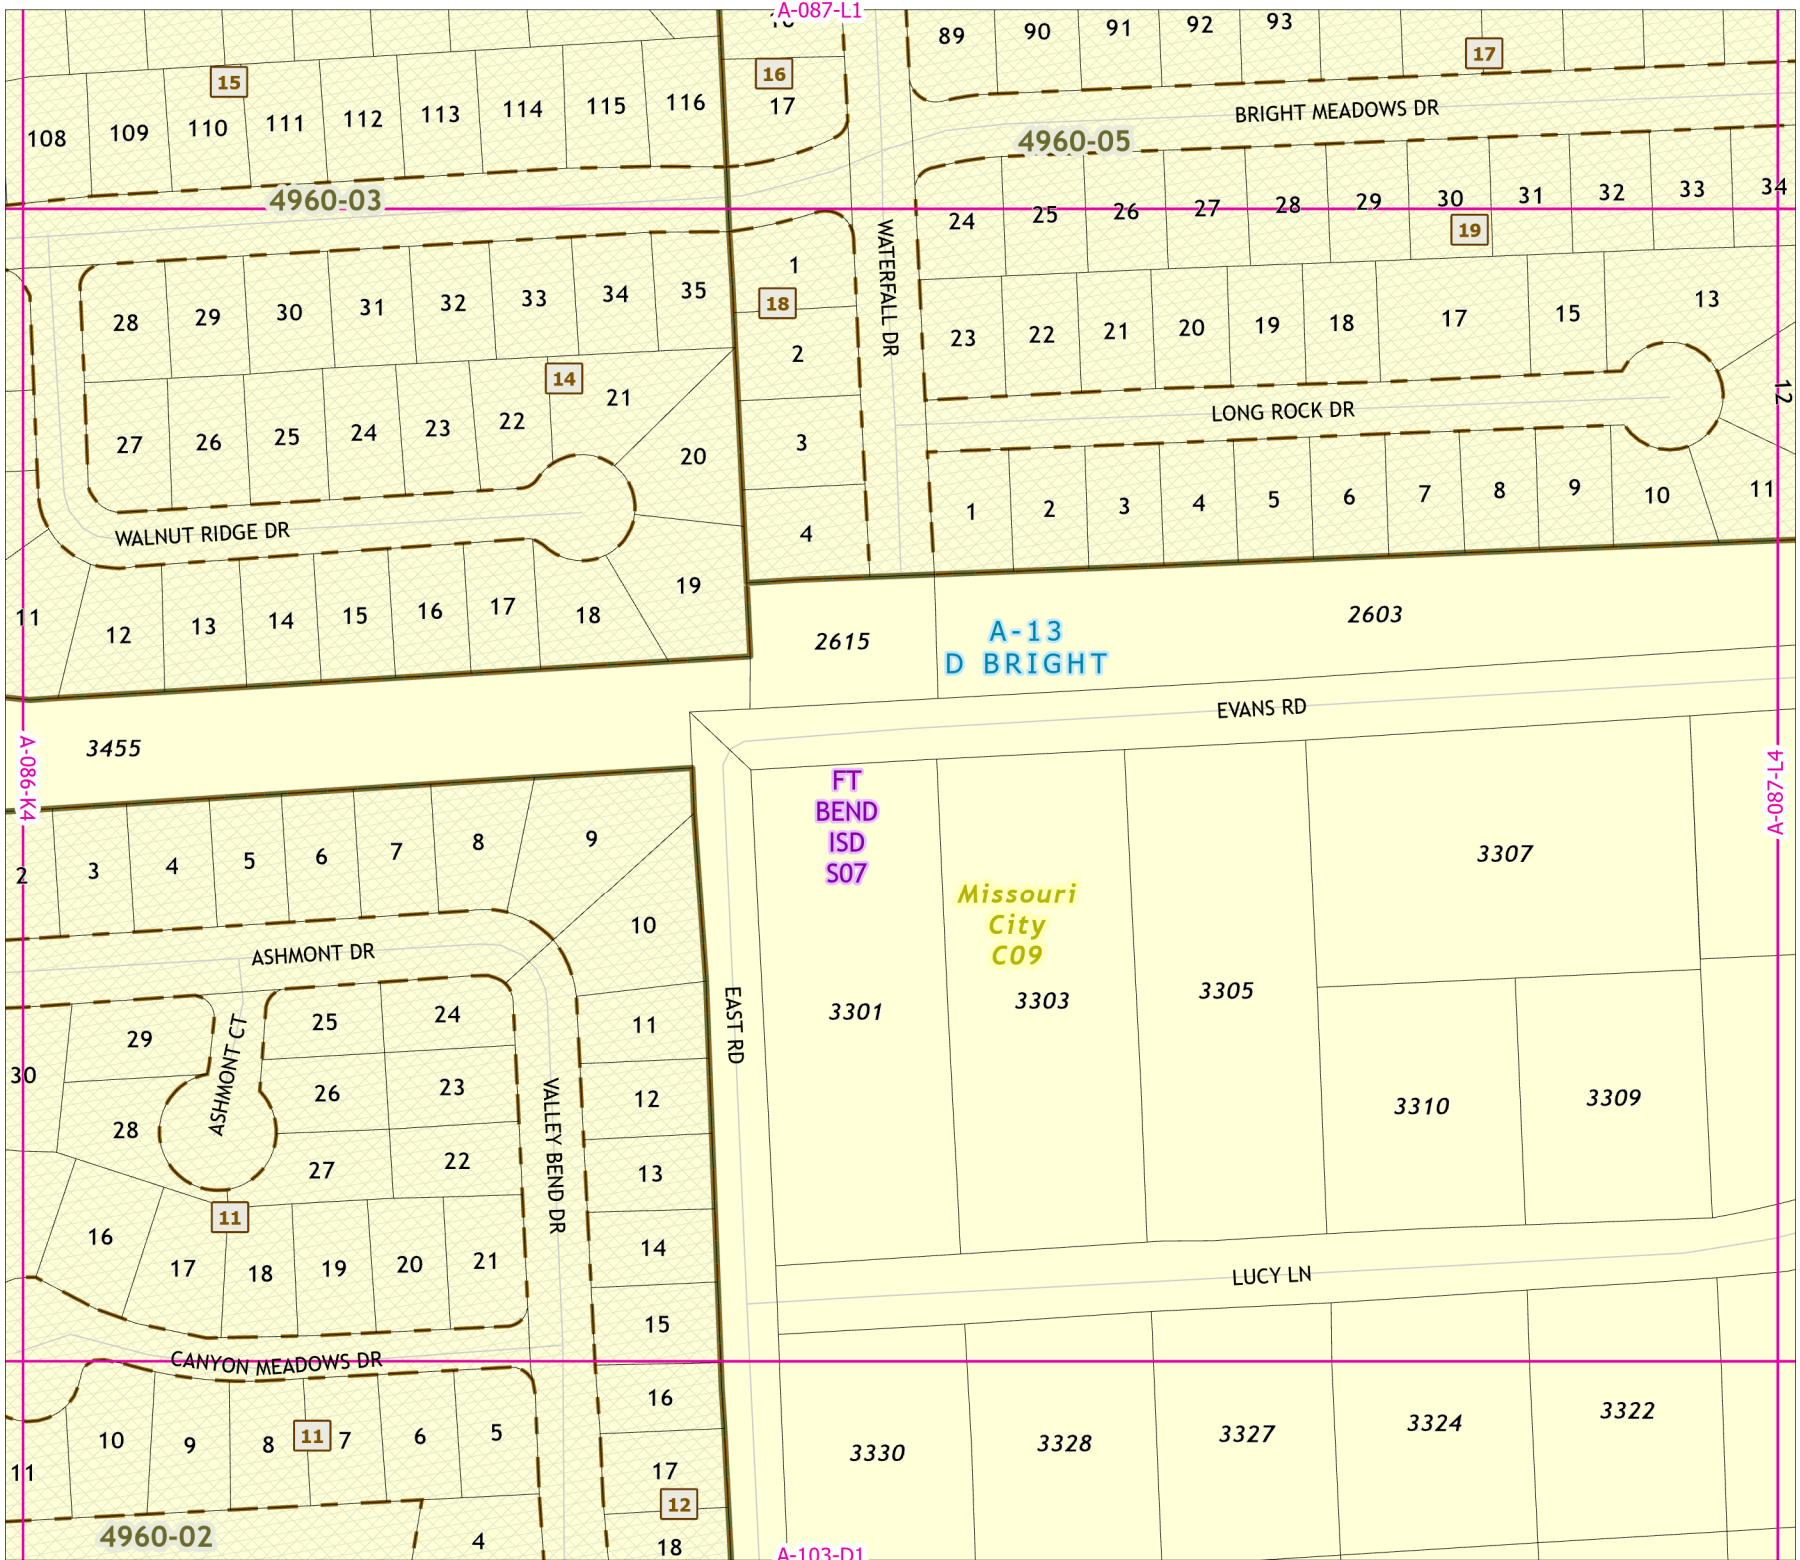 A-087-L1
89 90 91 92 93
17
16
15
108 109 110 111 112 113 114 115 116
17
BRIGHT MEADOWS DR
4960-05
4960-03
24 25 26 27 28 29 30 31 32 33 34
19
WATERFALL DR
1
18
28 29 30 31 32 33 34 35
2
23 22 21 20 19 18 17 15 13
12
14
21
27 26 25 24 23 22
20
3
LONG ROCK DR
1 2 3 4 5 6 7 8 9 10 11
4
WALNUT RIDGE DR
19
11 12 13 14 15 16 17 18
2615
A-13
D BRIGHT
2603
EVANS RD
3455
A-086-K4
A-087-L4
FT
BEND
ISD
S07
Missouri
City
C09
3307
2 3 4 5 6 7 8 9
10
ASHMONT DR
3301 3303 3305
EAST RD
29
25 24
11
30
ASHMONT CT
26 23
12
28
27 22
13
VALLEY BEND DR
3310 3309
11
16 17 18 19 20 21
14
LUCY LN
15
CANYON MEADOWS DR
16
11 10 9 8 11 7 6 5
3330 3328 3327 3324 3322
17
12
4960-02
4
18
A-103-D1